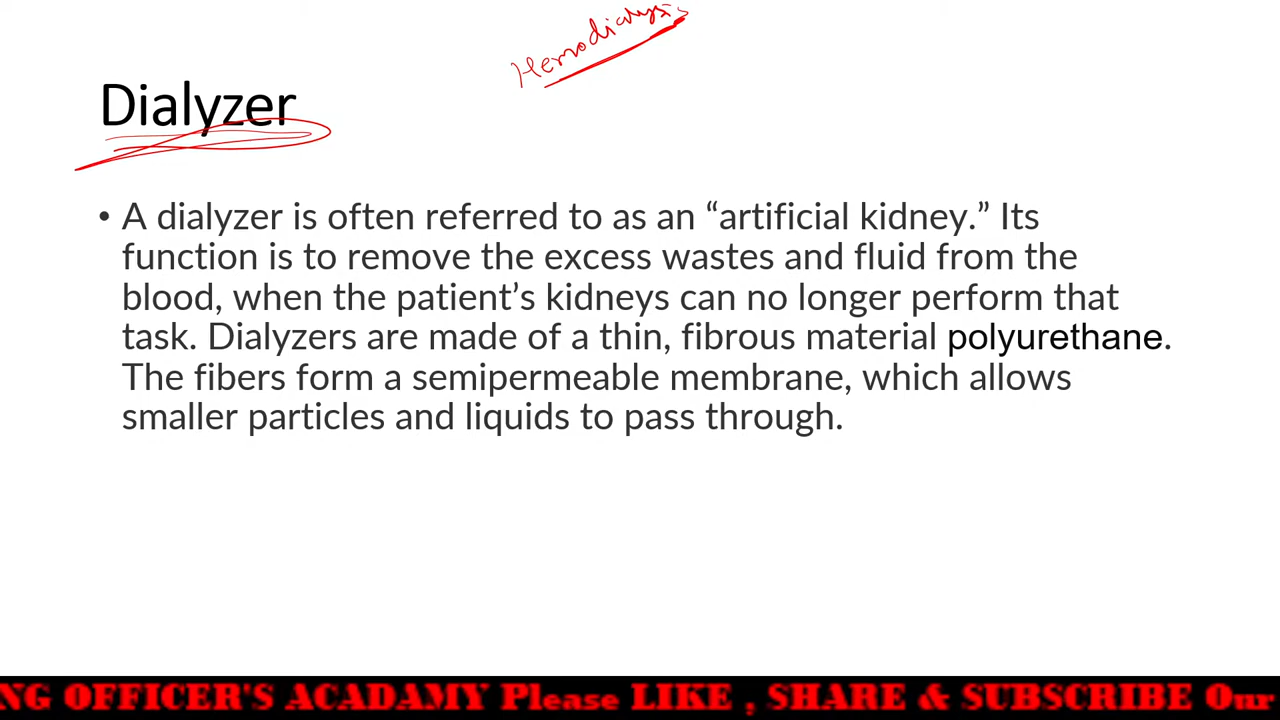 Hemodialysis
Dialyzer
• A dialyzer is often referred to as an “artificial kidney.” Its
function is to remove the excess wastes and fluid from the
blood, when the patient’s kidneys can no longer perform that
task. Dialyzers are made of a thin, fibrous material polyurethane.
The fibers form a semipermeable membrane, which allows
smaller particles and liquids to pass through.
NG OFFICER'S ACADAMY Please LIKE , SHARE & SUBSCRIBE Our